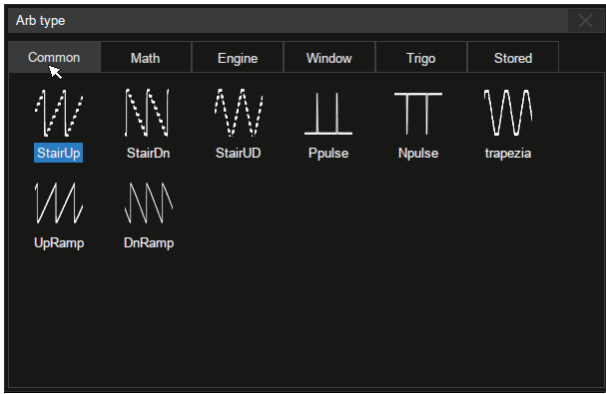 Arb type
Common Math Engine Window Trigo Stored
StairUp StairDn StairUD Ppulse Npulse trapezia
UpRamp DnRamp